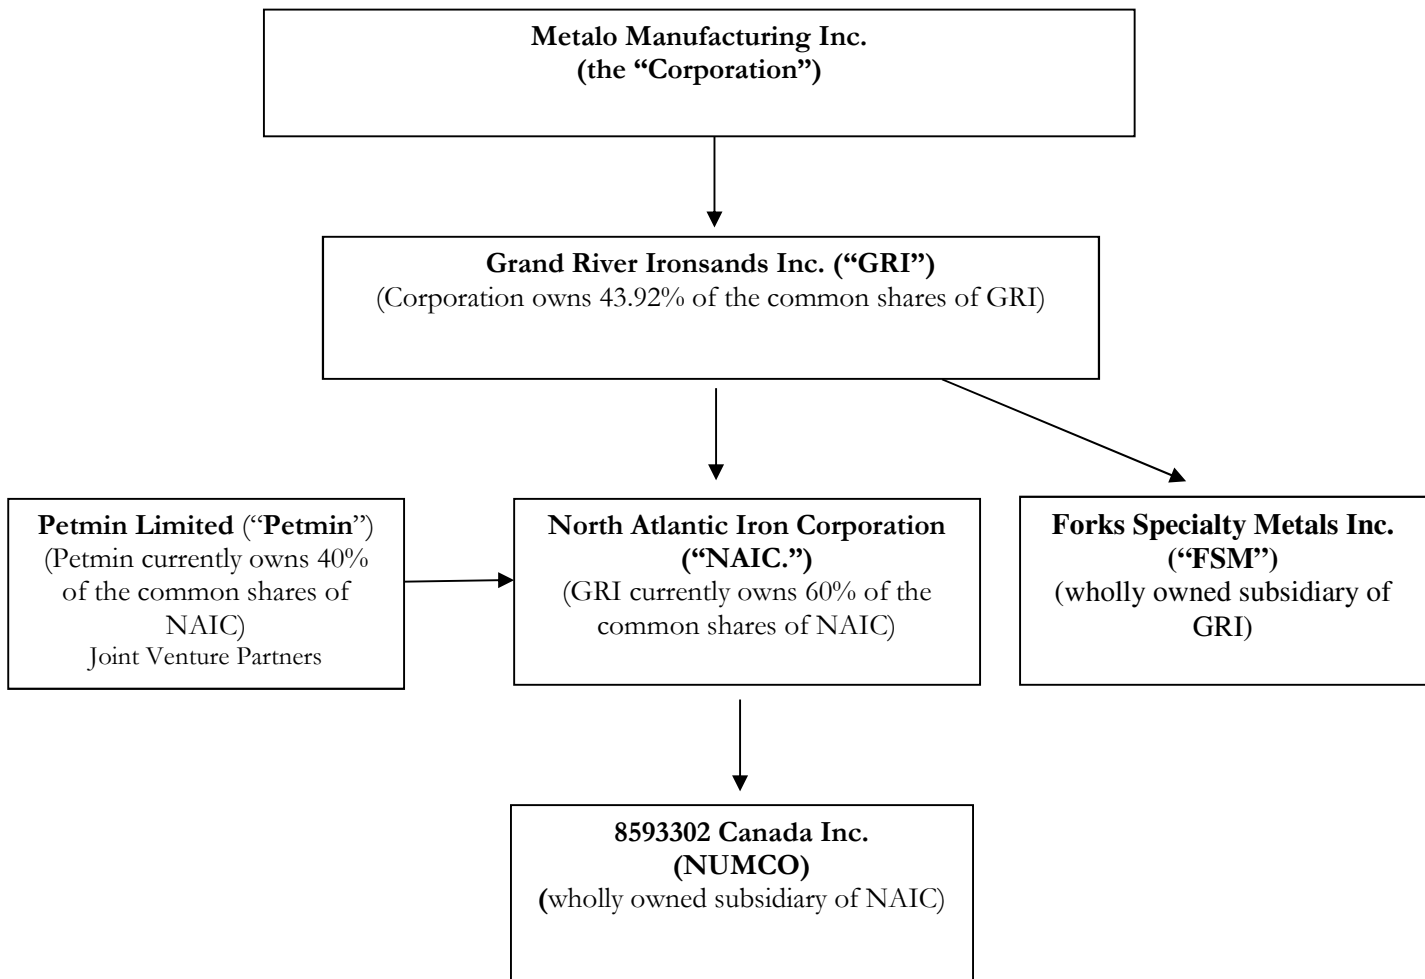 Metalo Manufacturing Inc.
(the “Corporation”)
Grand River Ironsands Inc. (“GRI”)
(Corporation owns 43.92% of the common shares of GRI)
Petmin Limited (“Petmin”)
(Petmin currently owns 40%
of the common shares of
NAIC)
Joint Venture Partners
North Atlantic Iron Corporation
(“NAIC.”)
(GRI currently owns 60% of the
common shares of NAIC)
Forks Specialty Metals Inc.
(“FSM”)
(wholly owned subsidiary of
GRI)
8593302 Canada Inc.
(NUMCO)
(wholly owned subsidiary of NAIC)